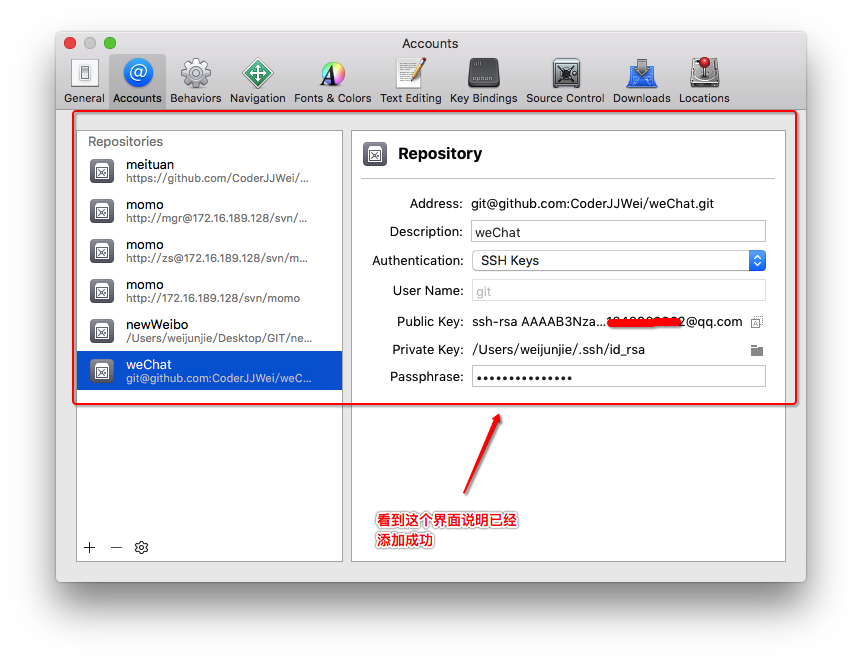 Accounts
General Accounts Behaviors Navigation Fonts & Colors Text Editing Key Bindings Source Control Downloads Locations
Repositories
meituan
https://github.com/CoderJJWei/...
momo
http://mgr@172.16.189.128/svn/...
momo
http://zs@172.16.189.128/svn/m...
momo
http://172.16.189.128/svn/momo
newWeibo
/Users/weijunjie/Desktop/GIT/ne...
weChat
git@github.com:CoderJJWei/weC...
Repository
Address: git@github.com:CoderJJWei/weChat.git
Description: weChat
Authentication: SSH Keys
User Name: git
Public Key: ssh-rsa AAAAB3Nza... 2@qq.com
Private Key: /Users/weijunjie/.ssh/id_rsa
Passphrase: •••••••••••••••
看到这个界面说明已经
添加成功